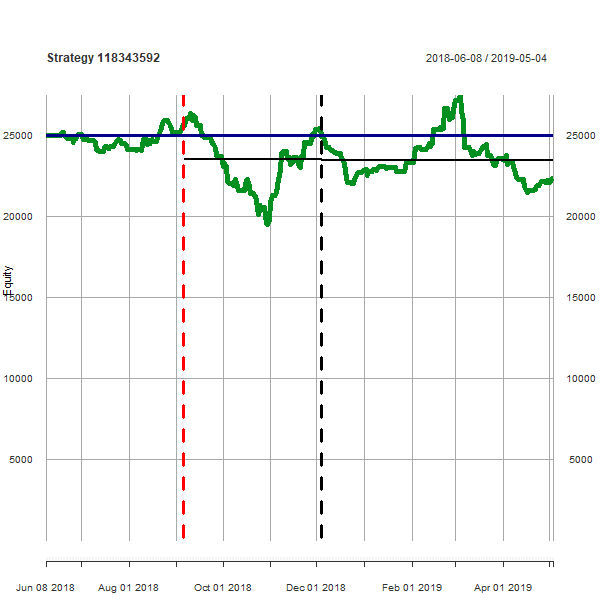 Strategy 118343592
2018-06-08 / 2019-05-04
25000 25000
20000 20000
Equity
15000 15000
10000 10000
5000 5000
Jun 08 2018 Aug 01 2018 Oct 01 2018 Dec 01 2018 Feb 01 2019 Apr 01 2019